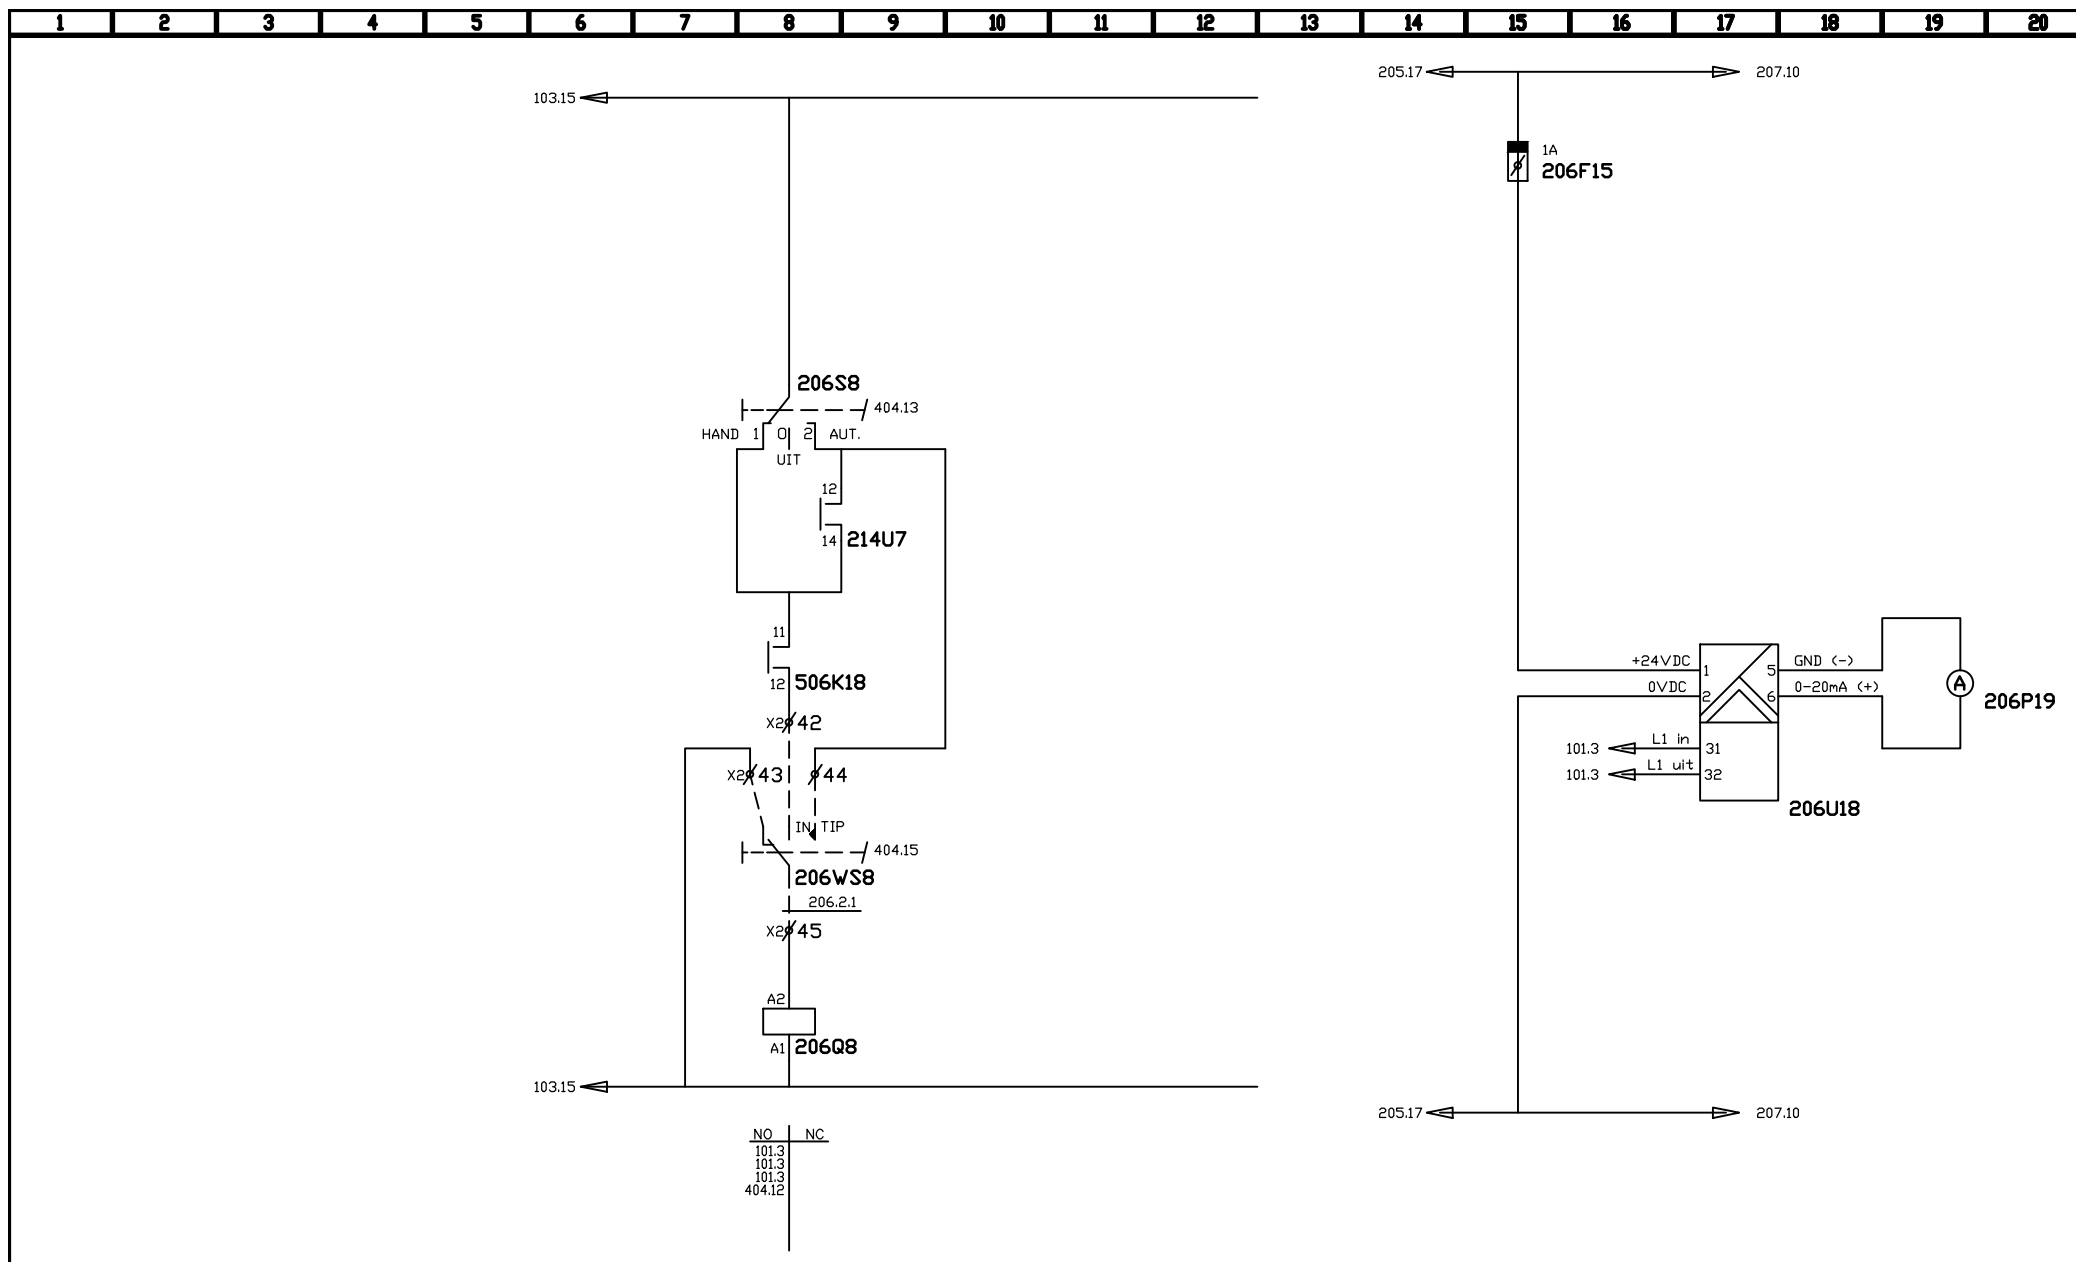 1 2 3 4 5 6 7 8 9 10 11 12 13 14 15 16 17 18 19 20
205.17 207.10
103.15
1A
206F15
206S8
404.13
HAND 1 0 2 AUT.
UIT
12
14 214U7
11
12 506K18
X2 42
X2 43 44
IN TIP
404.15
206WS8
206.2.1
X2 45
A2
A1 206Q8
103.15
NO NC
101.3
101.3
101.3
404.12
+24VDC 1 5 GND (-)
0VDC 2 6 0-20mA (+)
A
206P19
101.3 L1 in 31
101.3 L1 uit 32
206U18
205.17 207.10